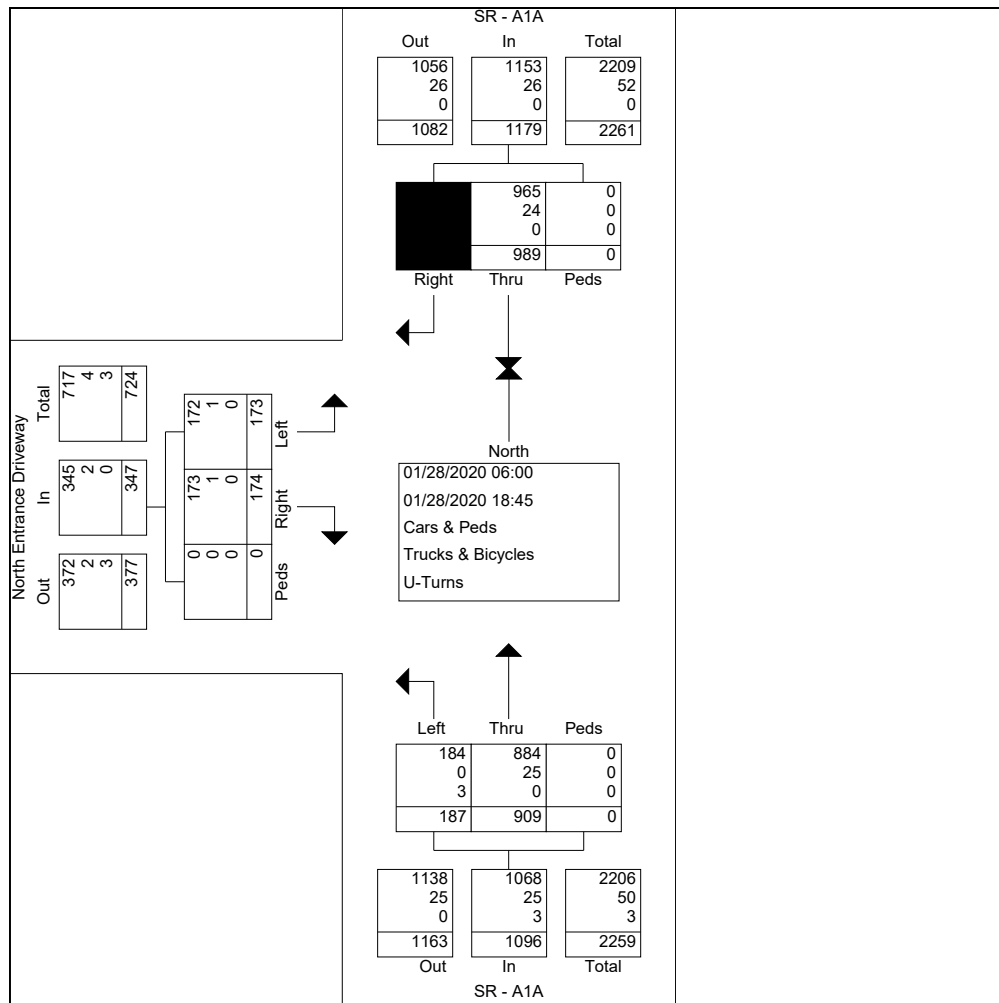 SR - A1A
Out In Total
1056 1153 2209
26 26 52
0 0 0
1082 1179 2261
965 0
24 0
0 0
989 0
Right Thru Peds
North Entrance Driveway
Total
717
4
3
724
In
345
2
0
347
Out
372
2
3
377
172
1
0
173
Left
173
1
0
174
Right
0
0
0
0
Peds
North
01/28/2020 06:00
01/28/2020 18:45
Cars & Peds
Trucks & Bicycles
U-Turns
Left Thru Peds
184 884 0
0 25 0
3 0 0
187 909 0
1138 1068 2206
25 25 50
0 3 3
1163 1096 2259
Out In Total
SR - A1A